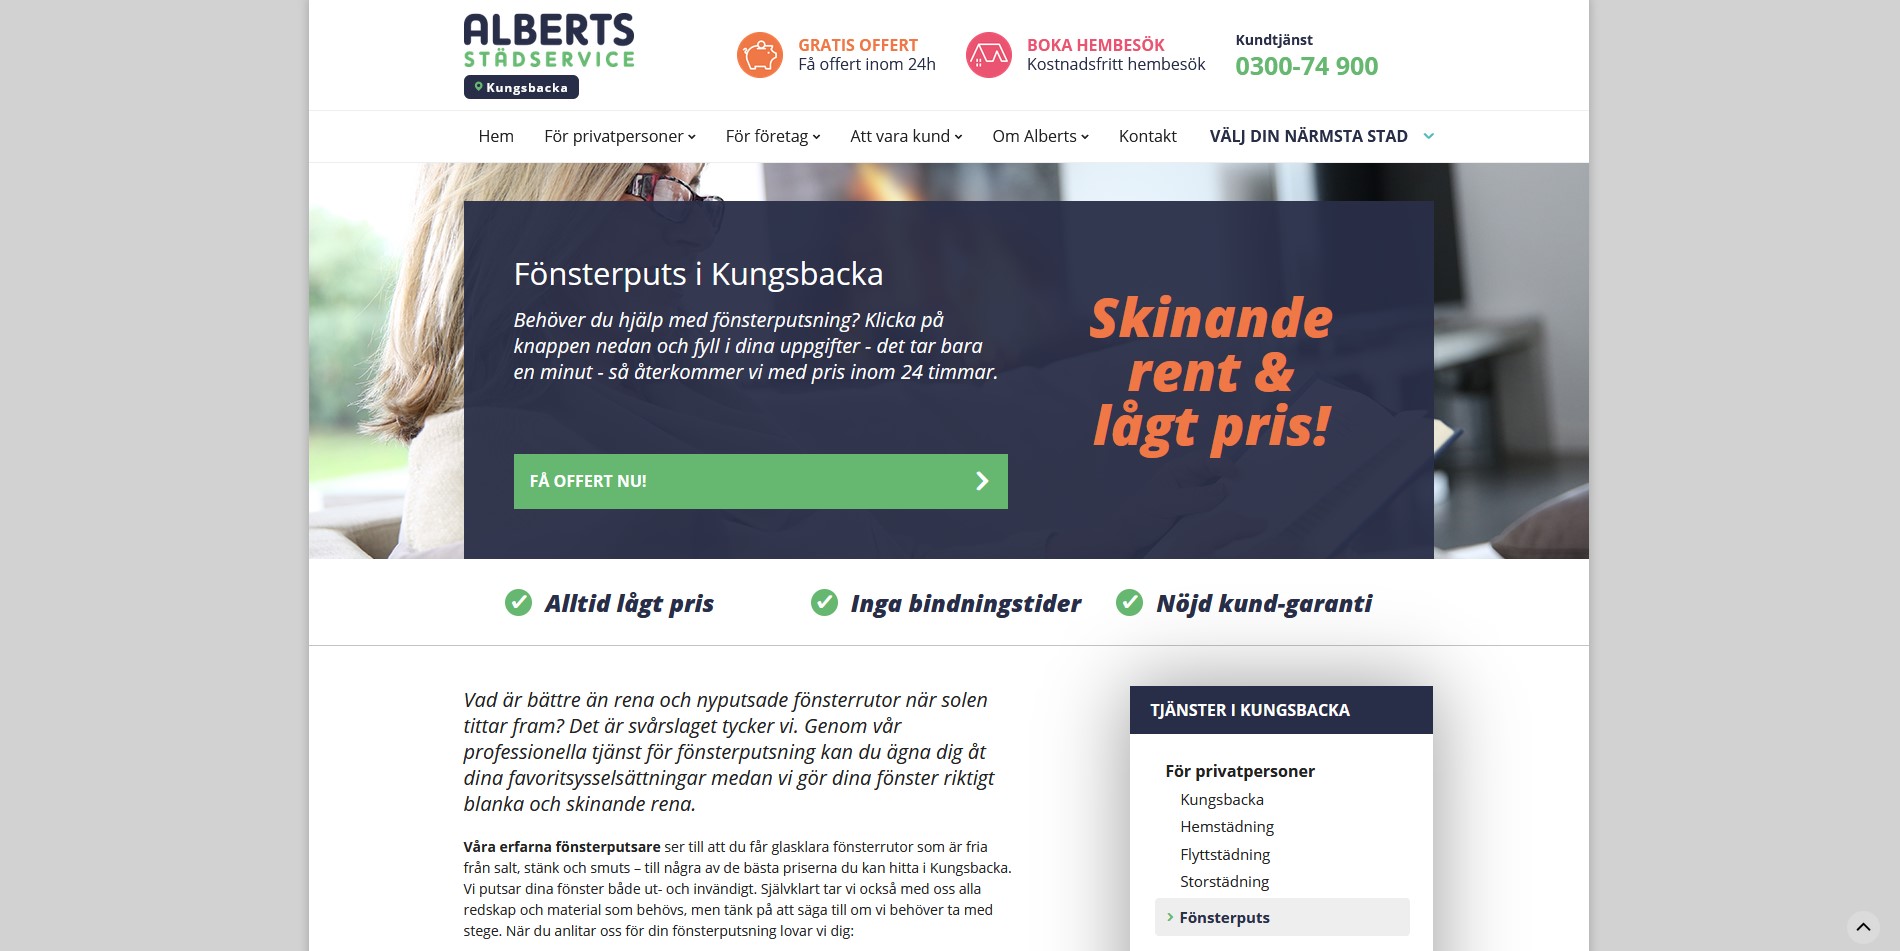 ALBERTS
STÄDSERVICE
Kungsbacka
GRATIS OFFERT
Få offert inom 24h
BOKA HEMBESÖK
Kostnadsfritt hembesök
Kundtjänst
0300-74 900
Hem För privatpersoner För företag Att vara kund Om Alberts Kontakt VÄLJ DIN NÄRMSTA STAD
Fönsterputs i Kungsbacka
Behöver du hjälp med fönsterputsning? Klicka på
knappen nedan och fyll i dina uppgifter - det tar bara
en minut - så återkommer vi med pris inom 24 timmar.
FÅ OFFERT NU!
Skinande
rent &
lågt pris!
Alltid lågt pris
Inga bindningstider
Nöjd kund-garanti
Vad är bättre än rena och nyputsade fönsterrutor när solen
tittar fram? Det är svårslaget tycker vi. Genom vår
professionella tjänst för fönsterputsning kan du ägna dig åt
dina favoritsysselsättningar medan vi gör dina fönster riktigt
blanka och skinande rena.
Våra erfarna fönsterputsare ser till att du får glasklara fönsterrutor som är fria
från salt, stänk och smuts – till några av de bästa priserna du kan hitta i Kungsbacka.
Vi putsar dina fönster både ut- och invändigt. Självklart tar vi också med oss alla
redskap och material som behövs, men tänk på att säga till om vi behöver ta med
stege. När du anlitar oss för din fönsterputsning lovar vi dig:
TJÄNSTER I KUNGSBACKA
För privatpersoner
Kungsbacka
Hemstädning
Flyttstädning
Storstädning
Fönsterputs